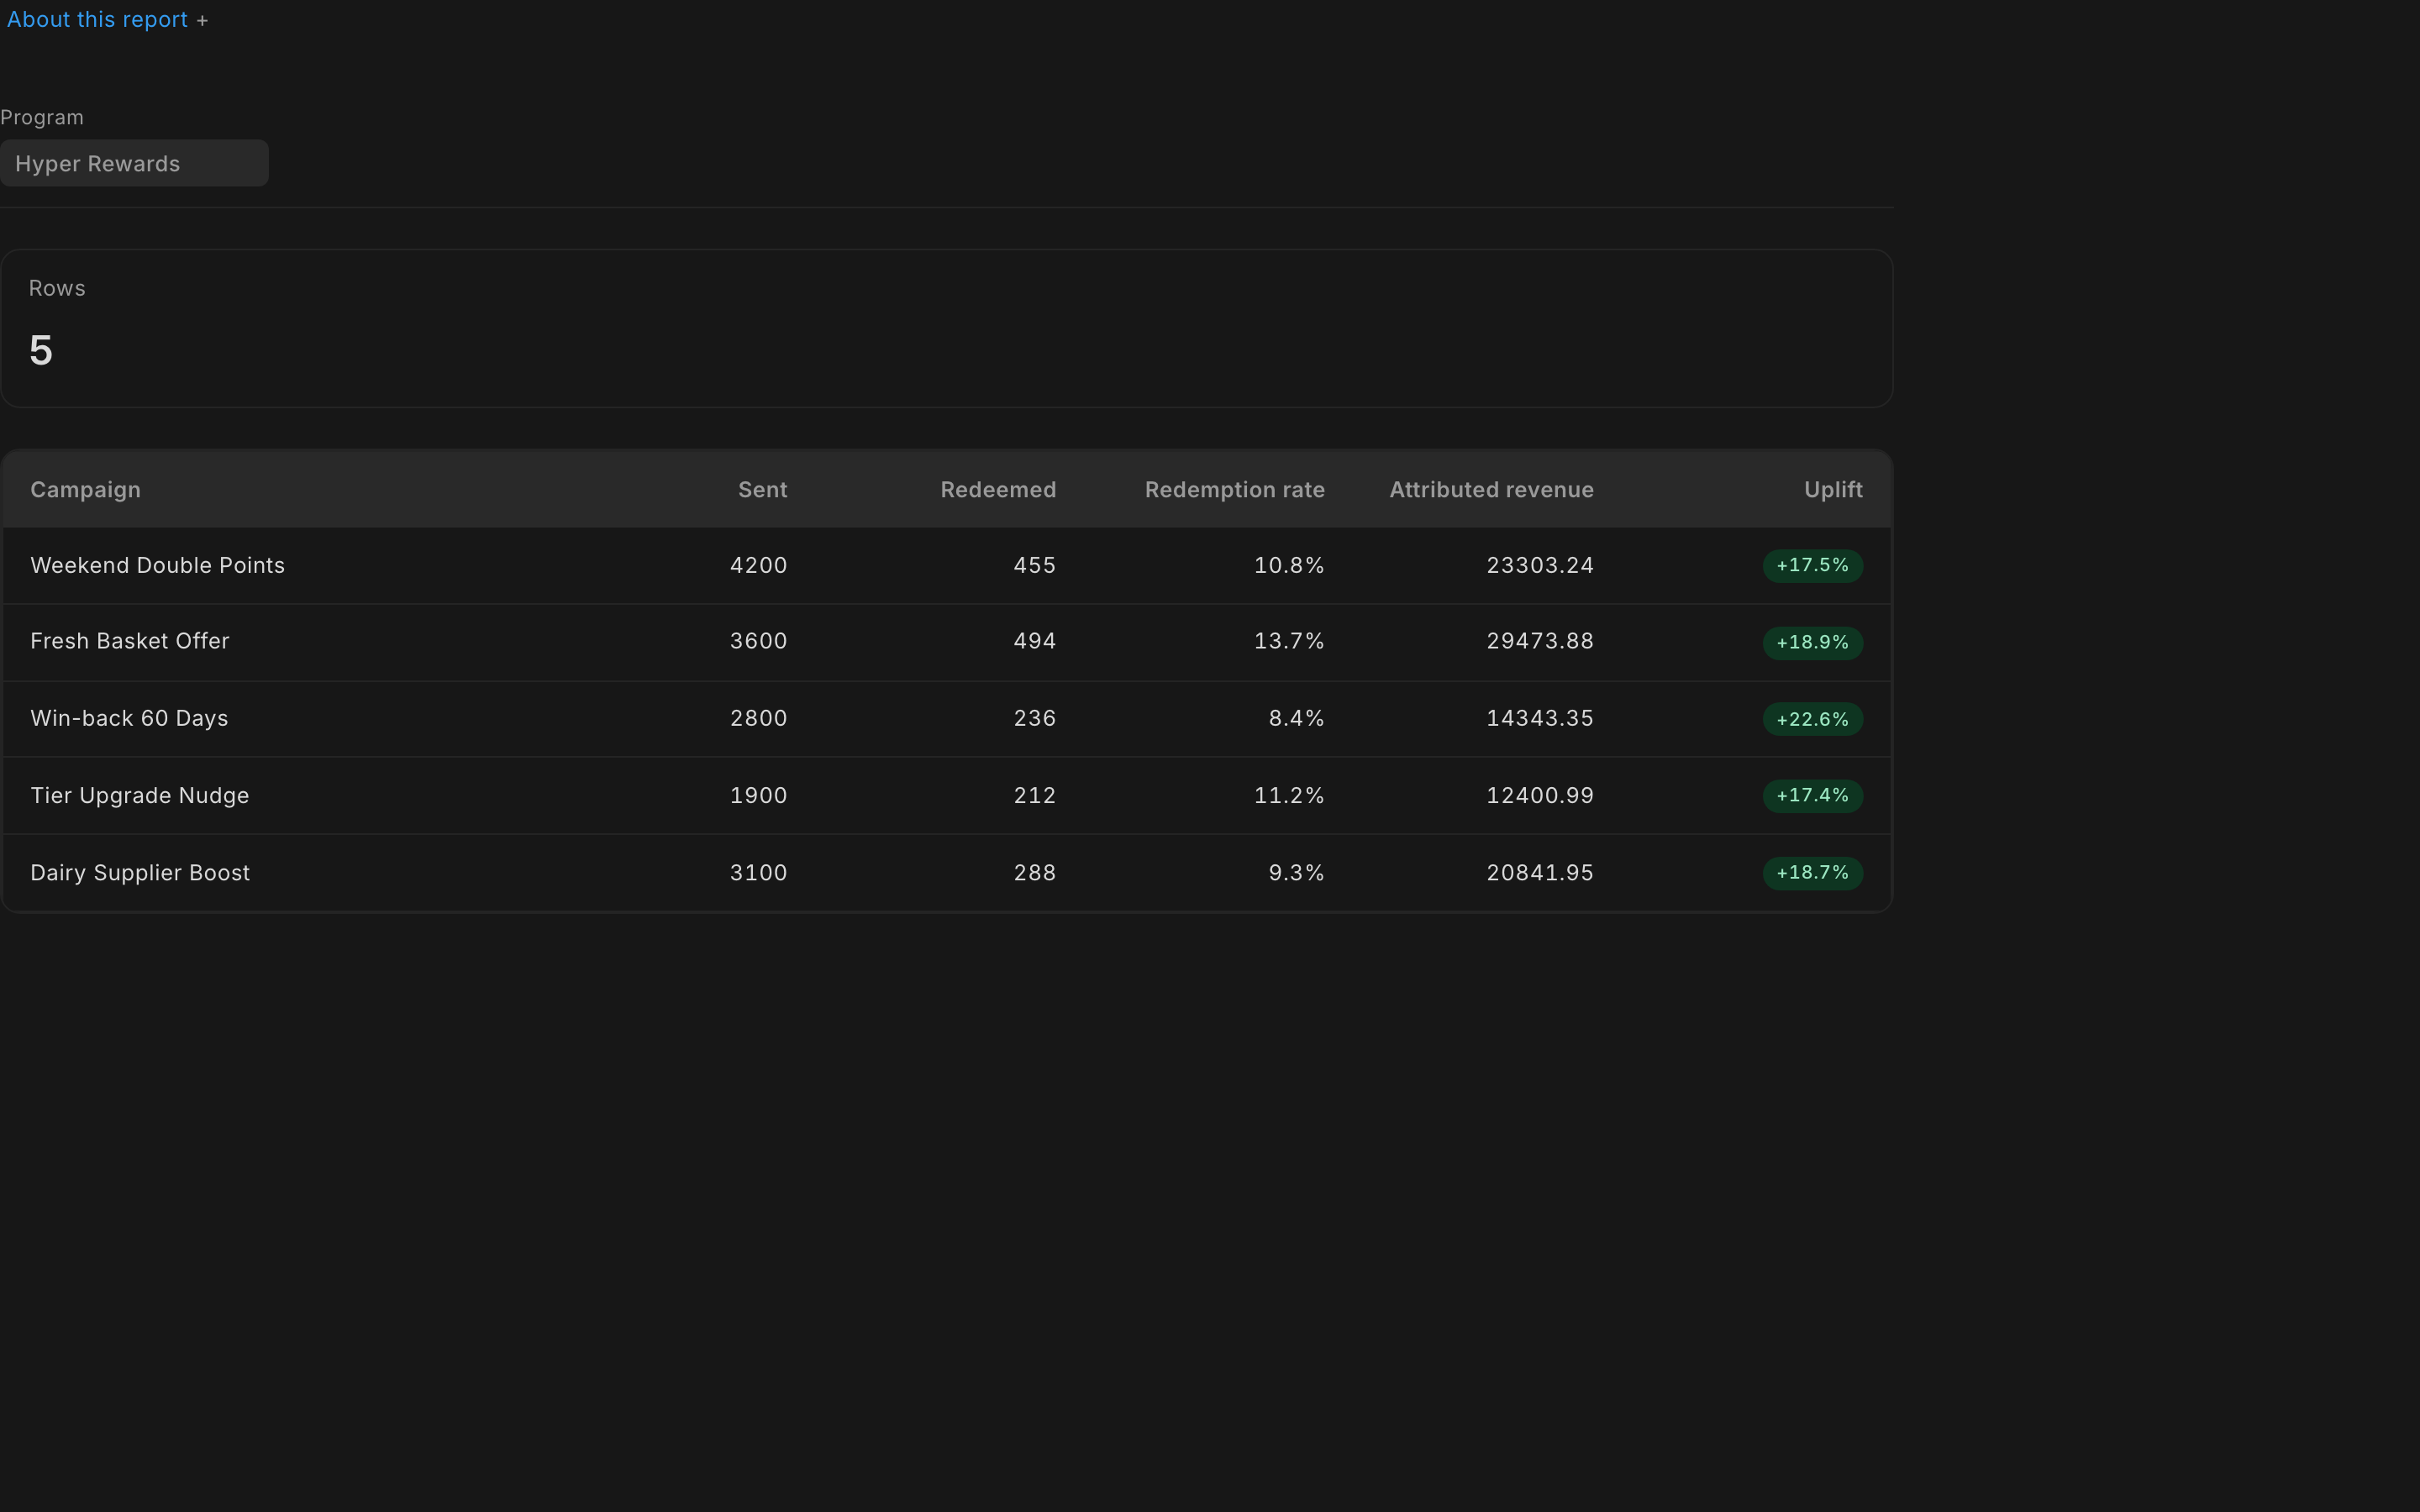 About this report +
Program
Hyper Rewards
Rows
5
Campaign Sent Redeemed Redemption rate Attributed revenue Uplift
Weekend Double Points 4200 455 10.8% 23303.24 +17.5%
Fresh Basket Offer 3600 494 13.7% 29473.88 +18.9%
Win-back 60 Days 2800 236 8.4% 14343.35 +22.6%
Tier Upgrade Nudge 1900 212 11.2% 12400.99 +17.4%
Dairy Supplier Boost 3100 288 9.3% 20841.95 +18.7%